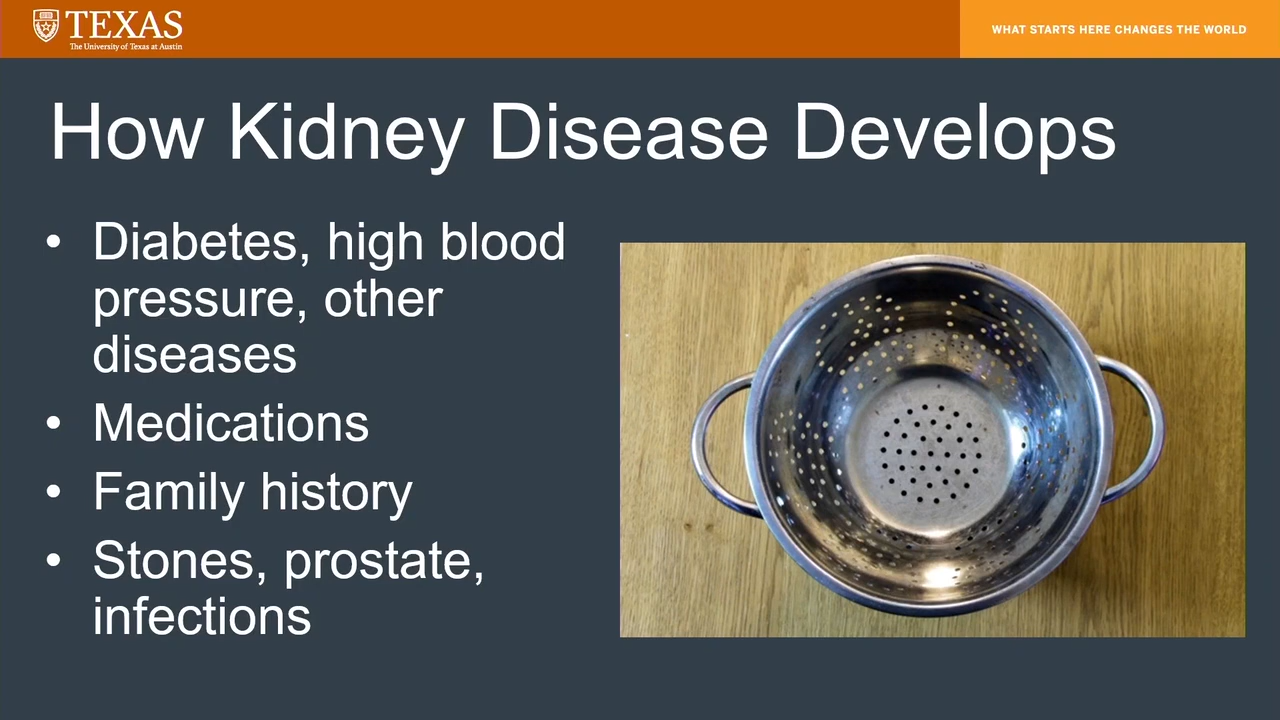 TEXAS
The University of Texas at Austin
WHAT STARTS HERE CHANGES THE WORLD
How Kidney Disease Develops
• Diabetes, high blood
pressure, other
diseases
• Medications
• Family history
• Stones, prostate,
infections